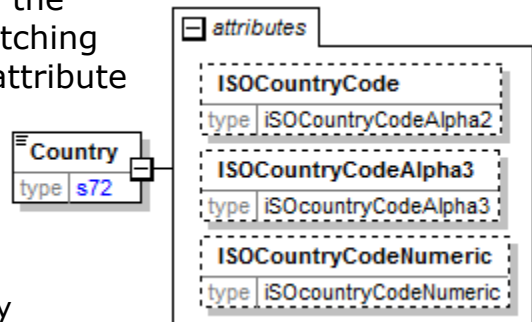 the
tching
attribute
attributes
ISOCountryCode
type iSOCountryCodeAlpha2
Country
type s72
ISOCountryCodeAlpha3
type iSOcountryCodeAlpha3
ISOCountryCodeNumeric
type iSOcountryCodeNumeric
y